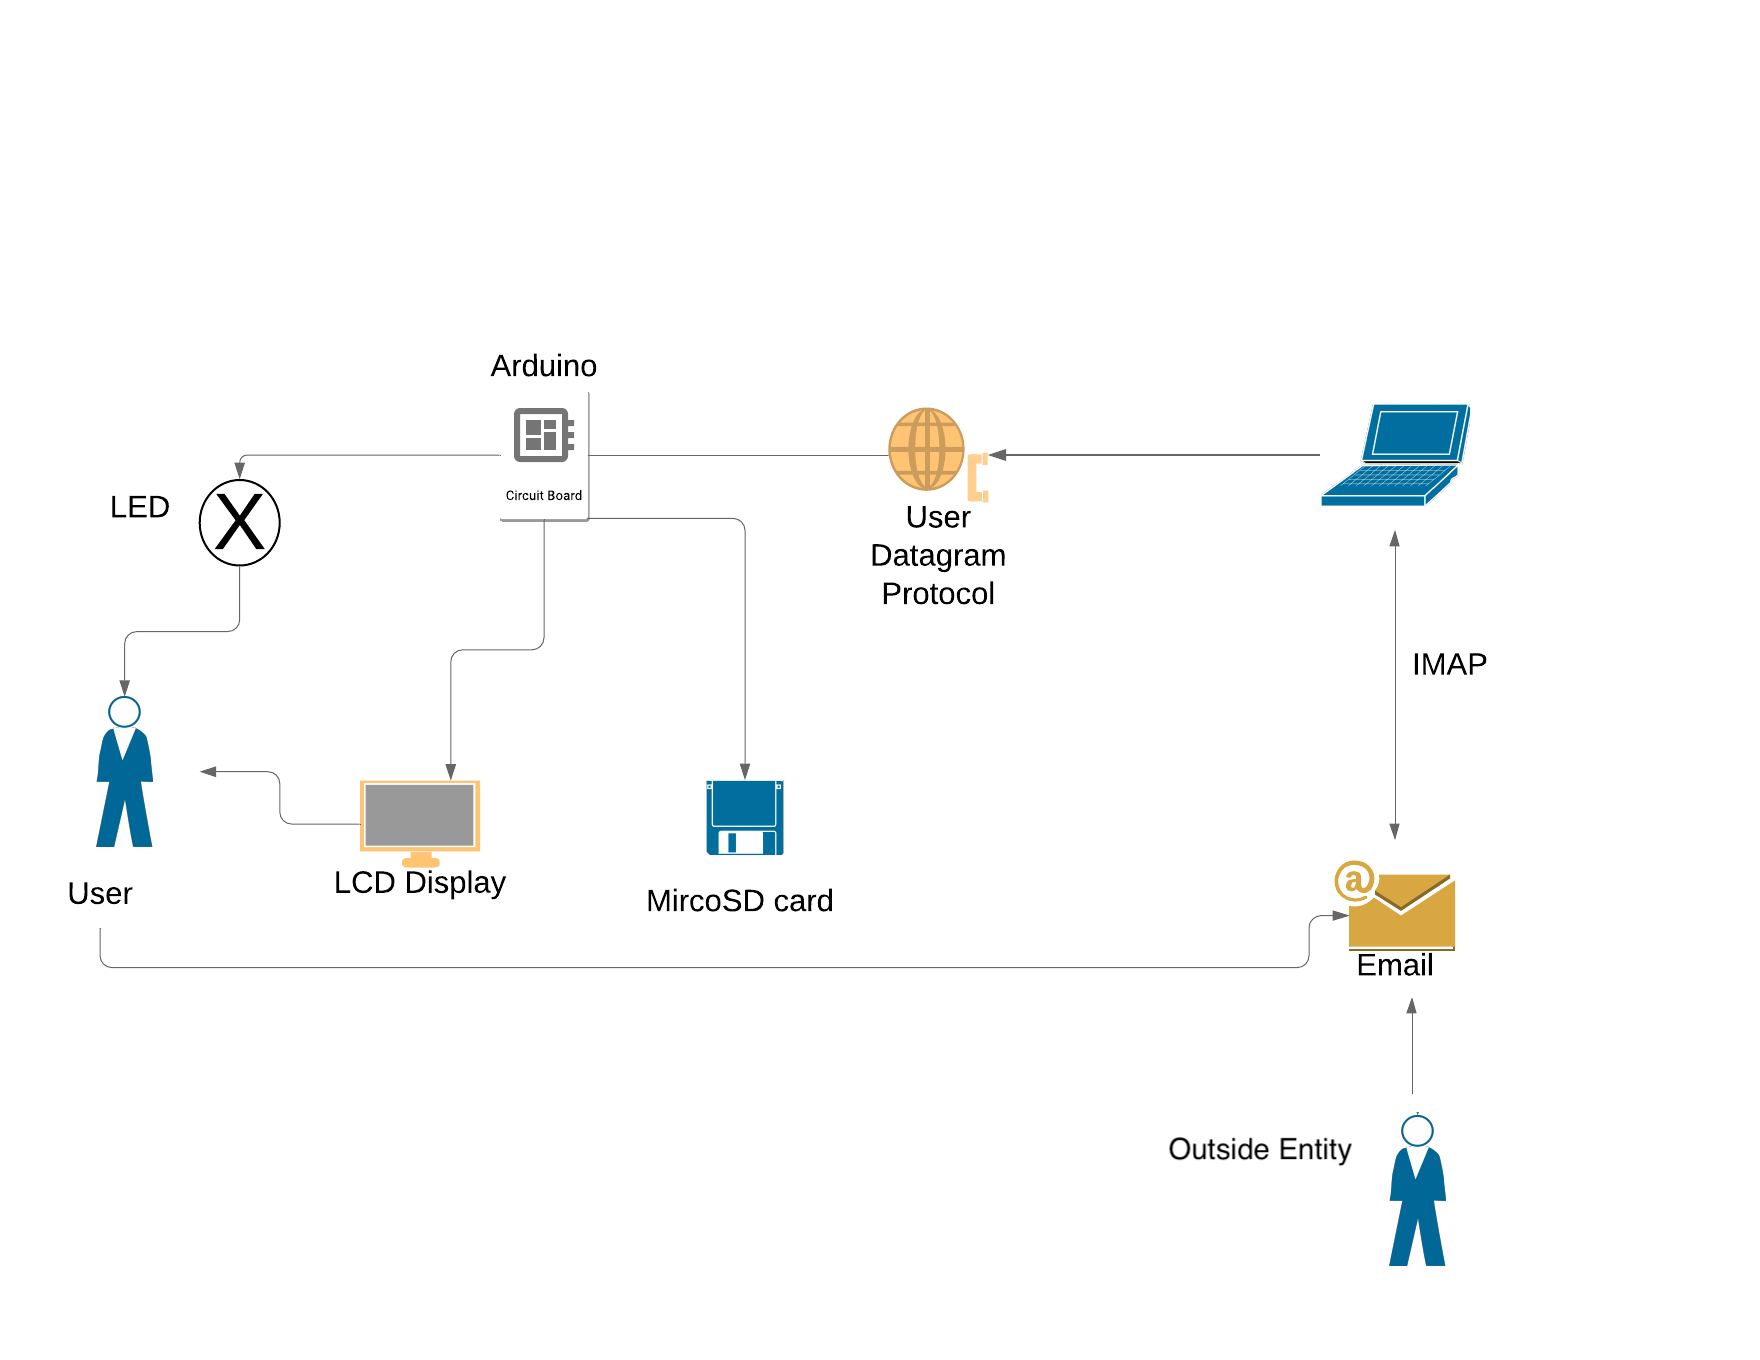 Arduino
Circuit Board
LED
X
User
Datagram
Protocol
IMAP
User
LCD Display
MircoSD card
@
Email
Outside Entity